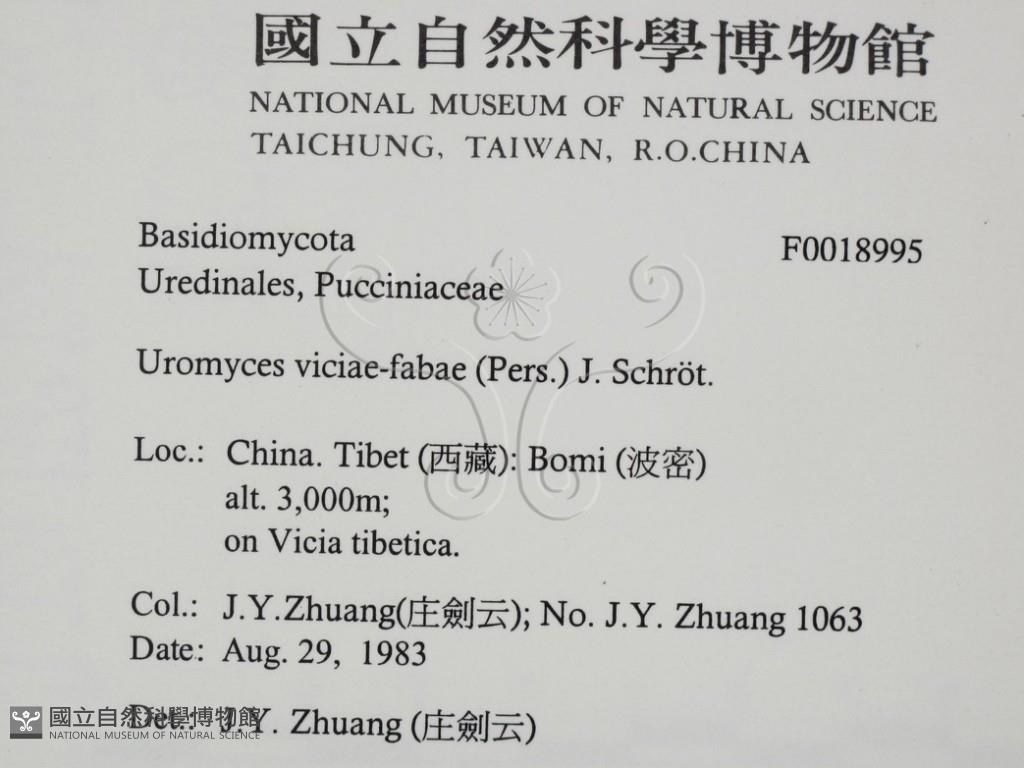 國立自然科學博物館
NATIONAL MUSEUM OF NATURAL SCIENCE
TAICHUNG, TAIWAN, R.O.CHINA
Basidiomycota F0018995
Uredinales, Pucciniaceae
Uromyces viciae-fabae (Pers.) J. Schröt.
Loc.: China. Tibet (西藏): Bomi (波密)
alt. 3,000m;
on Vicia tibetica.
Col.: J.Y.Zhuang(庄劍云); No. J.Y. Zhuang 1063
Date: Aug. 29, 1983
Det.: J.Y. Zhuang (庄劍云)
國立自然科學博物館
NATIONAL MUSEUM OF NATURAL SCIENCE